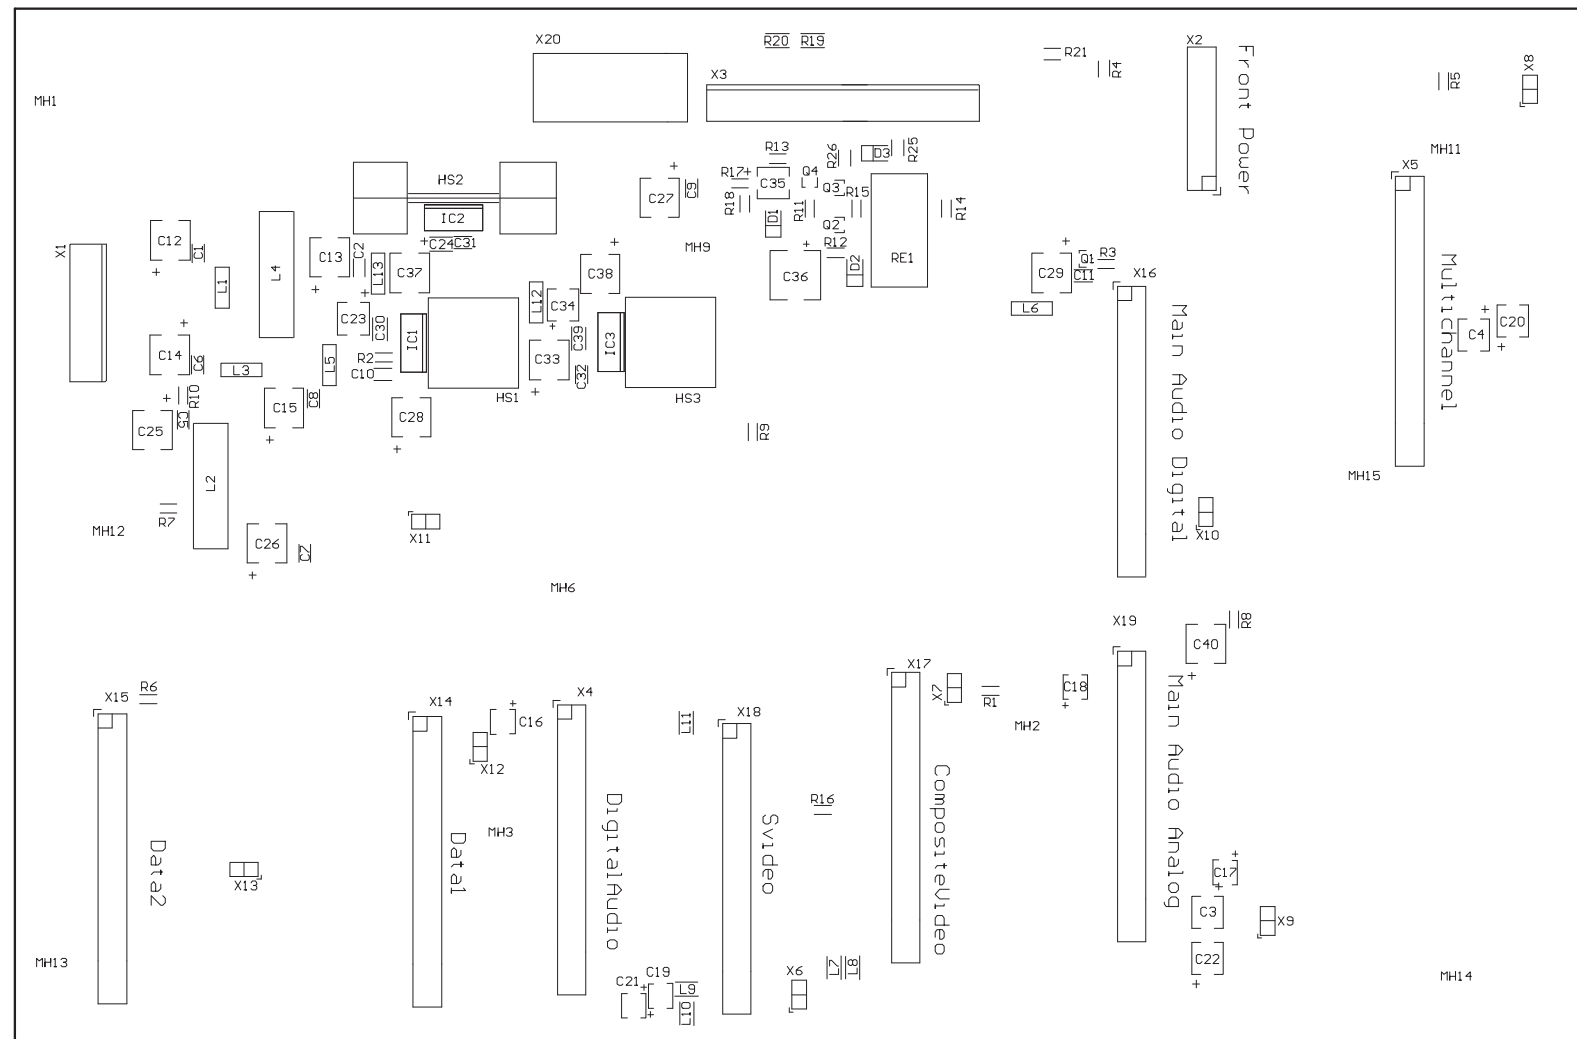 X20
R20
R19
R21
R4
X2
Front Power
X8
R5
X3
MH1
MH11
X5
R13
R26
D3
R25
HS2
C27
C9
R17
C35
Q4
Q3
R18
D1
R11
R15
R14
IC2
Q2
C12
C1
L4
C13
C2
C24
C31
MH9
R12
C36
D2
RE1
X1
L1
L13
C37
C38
C29
Q1
C11
R3
X16
Multichannel
C23
C30
IC1
L12
C34
C39
IC3
L6
Main Audio Digital
C4
C20
C14
C6
L3
L5
R2
C10
C33
C32
R10
C15
C8
HS1
HS3
C25
C5
C28
R9
L2
MH15
R7
MH12
X11
X10
C26
C7
MH6
X19
R8
C40
X15
R6
X14
C16
X4
L11
X18
X17
X7
R1
C18
MH2
X12
Main Audio Analog
R16
CompositeVideo
MH3
DigitalAudio
Svideo
Data2
Data1
X13
C17
C3
X9
C22
MH13
C21
C19
L9
L10
X6
L7
L8
MH14